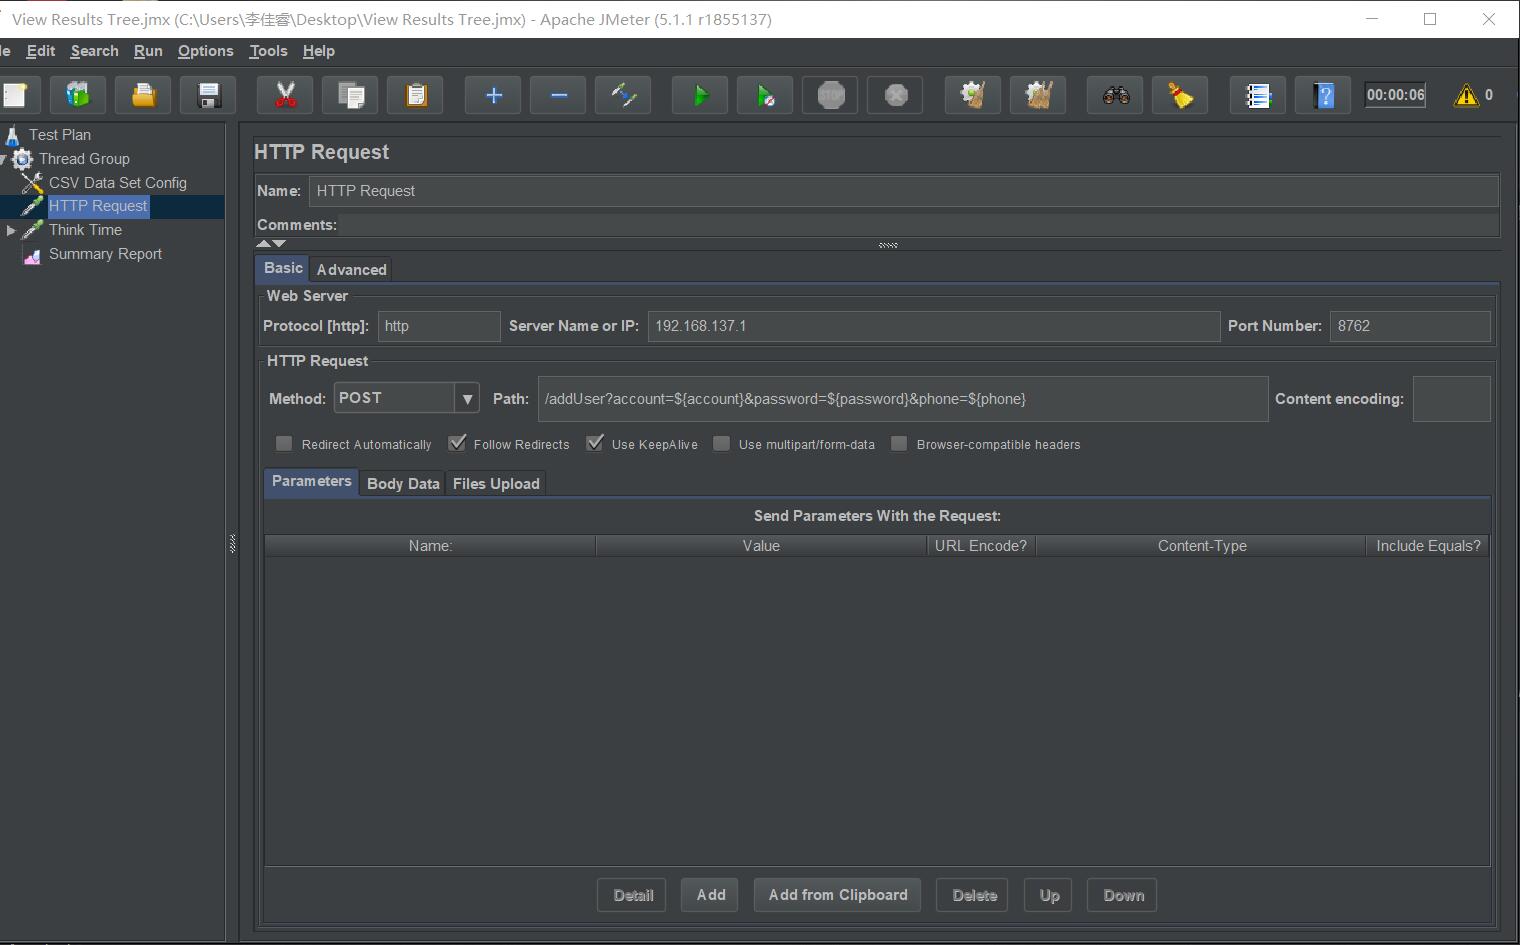 View Results Tree.jmx (C:\Users\李佳睿\Desktop\View Results Tree.jmx) - Apache JMeter (5.1.1 r1855137)
le Edit Search Run Options Tools Help
STOP 00:00:06 0
Test Plan
Thread Group
CSV Data Set Config
HTTP Request
Think Time
Summary Report
HTTP Request
Name: HTTP Request
Comments:
Basic Advanced
Web Server
Protocol [http]: http Server Name or IP: 192.168.137.1 Port Number: 8762
HTTP Request
Method: POST Path: /addUser?account=${account}&password=${password}&phone=${phone} Content encoding:
Redirect Automatically Follow Redirects Use KeepAlive Use multipart/form-data Browser-compatible headers
Parameters Body Data Files Upload
Send Parameters With the Request:
Name: Value URL Encode? Content-Type Include Equals?
Detail Add Add from Clipboard Delete Up Down